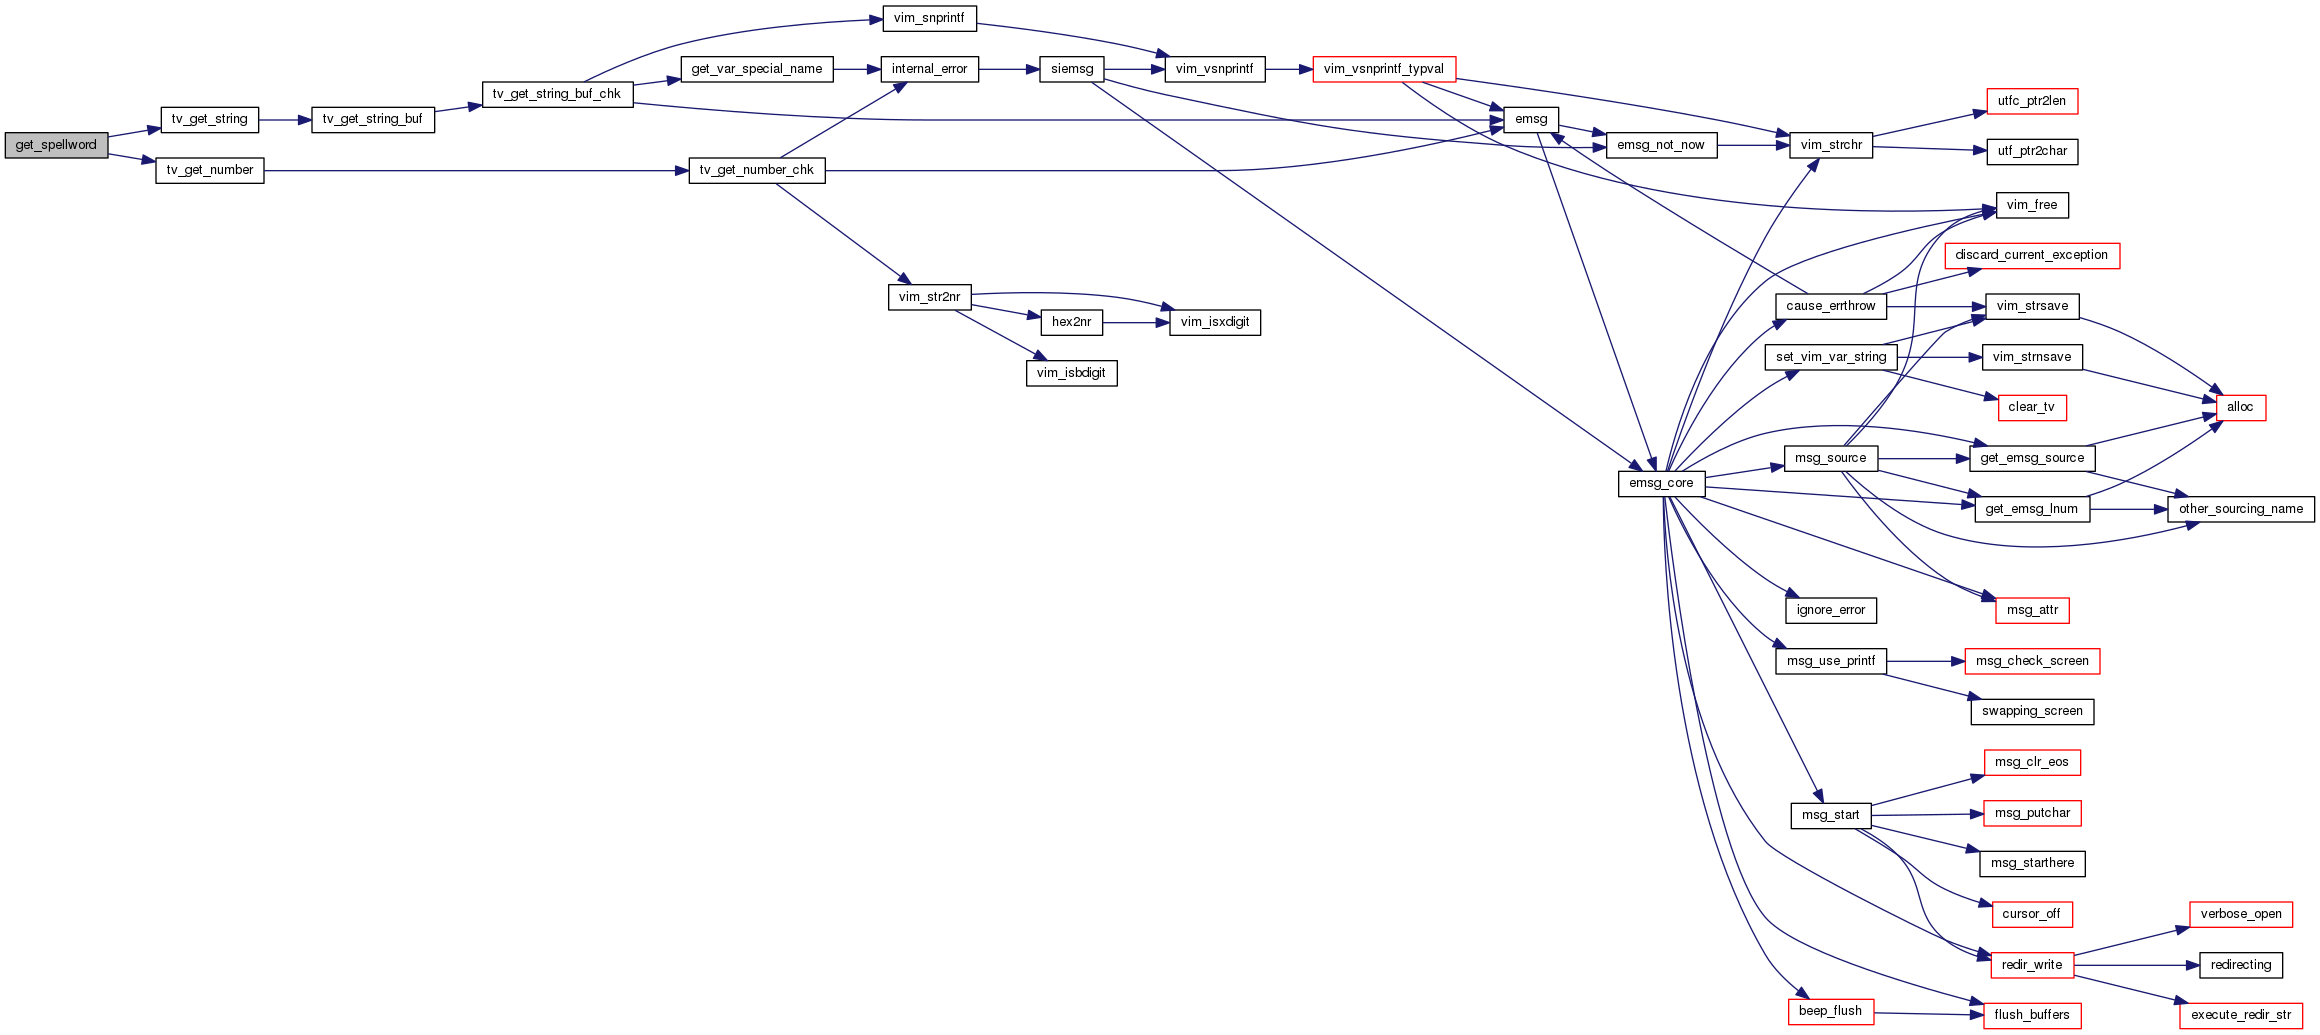 vim_snprintf
get_var_special_name
internal_error
siemsg
vim_vsnprintf
vim_vsnprintf_typval
tv_get_string_buf_chk
utfc_ptr2len
tv_get_string
tv_get_string_buf
emsg
get_spellword
emsg_not_now
vim_strchr
utf_ptr2char
tv_get_number
tv_get_number_chk
vim_free
discard_current_exception
vim_str2nr
cause_errthrow
vim_strsave
hex2nr
vim_isxdigit
set_vim_var_string
vim_strnsave
vim_isbdigit
clear_tv
alloc
msg_source
get_emsg_source
emsg_core
get_emsg_lnum
other_sourcing_name
ignore_error
msg_attr
msg_use_printf
msg_check_screen
swapping_screen
msg_clr_eos
msg_start
msg_putchar
msg_starthere
cursor_off
verbose_open
redir_write
redirecting
beep_flush
flush_buffers
execute_redir_str